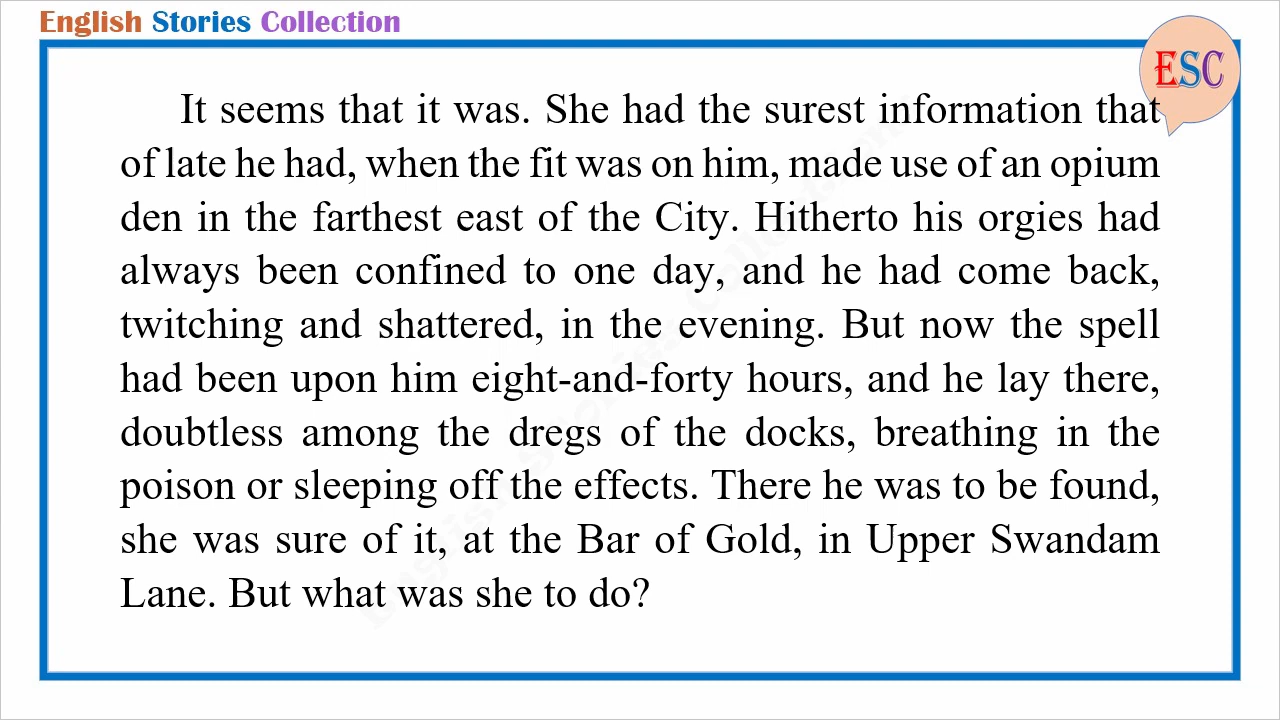 English Stories Collection
ESC
It seems that it was. She had the surest information that
of late he had, when the fit was on him, made use of an opium
den in the farthest east of the City. Hitherto his orgies had
always been confined to one day, and he had come back,
twitching and shattered, in the evening. But now the spell
had been upon him eight-and-forty hours, and he lay there,
doubtless among the dregs of the docks, breathing in the
poison or sleeping off the effects. There he was to be found,
she was sure of it, at the Bar of Gold, in Upper Swandam
Lane. But what was she to do?
English Stories Collection